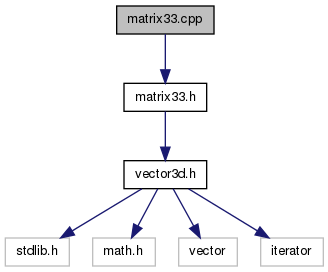 matrix33.cpp
matrix33.h
vector3d.h
stdlib.h
math.h
vector
iterator